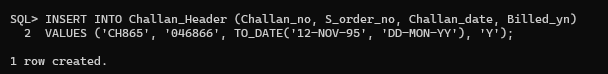 SQL> INSERT INTO Challan_Header (Challan_no, S_order_no, Challan_date, Billed_yn)
  2  VALUES ('CH865', '046866', TO_DATE('12-NOV-95', 'DD-MON-YY'), 'Y');
1 row created.